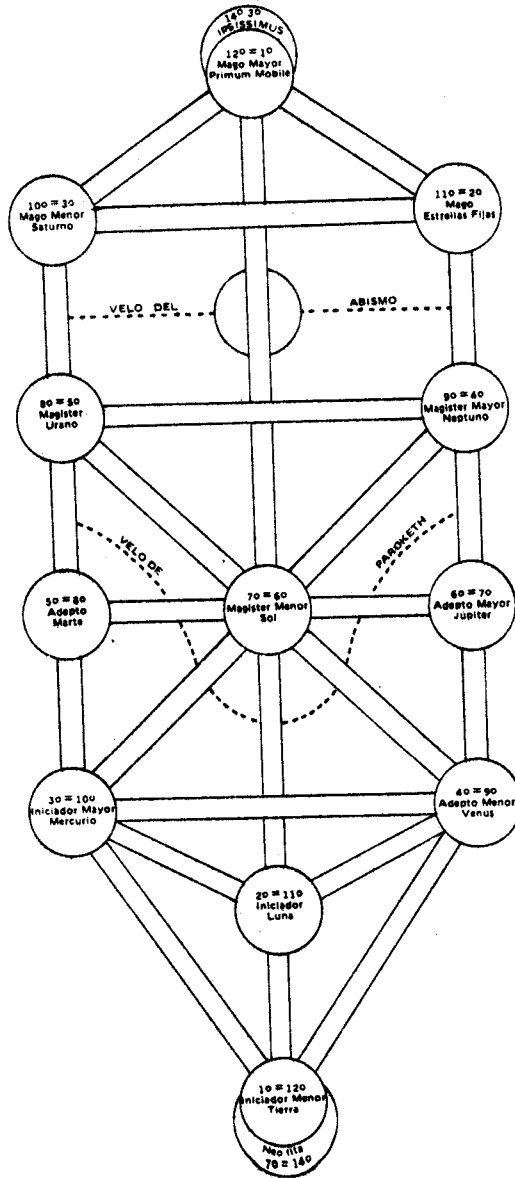 14º 3º
IPSISSIMUS
12º=1º
Mago Mayor
Primum Mobile
10º=3º
Mago Menor
Saturno
11º=2º
Mago
Estrellas Fijas
VELO DEL
ABISMO
8º=5º
Magister
Urano
9º=4º
Magister Mayor
Neptuno
VELO DE
PAROKETH
5º=8º
Adepto
Marte
7º=6º
Magister Menor
Sol
6º=7º
Adepto Mayor
Jupiter
3º=10º
Iniciador Mayor
Mercurio
4º=9º
Adepto Menor
Venus
2º=11º
Iniciador
Luna
1º=12º
Iniciador Menor
Tierra
Neofita
7º=14º